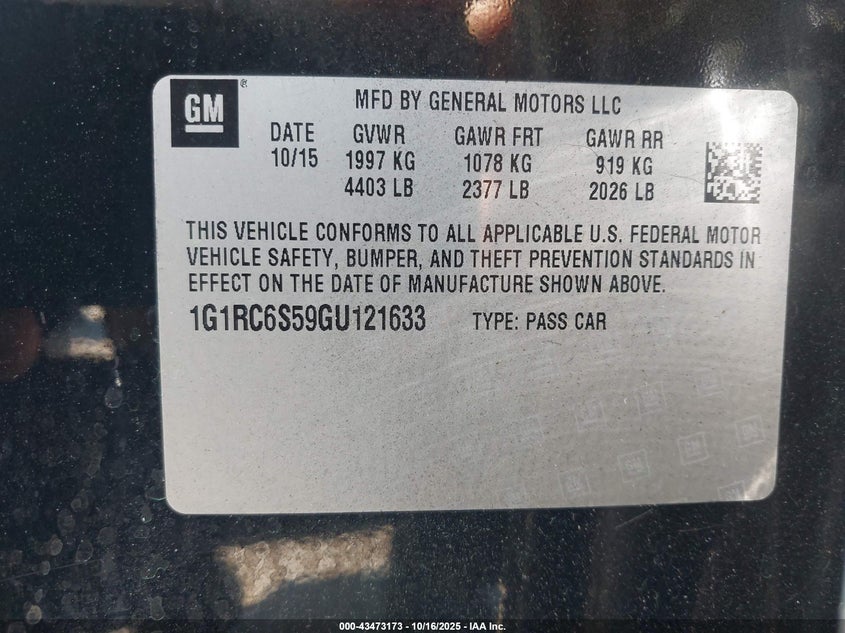 GM®
MFD BY GENERAL MOTORS LLC
DATE GVWR GAWR FRT GAWR RR
10/15 1997 KG 1078 KG 919 KG
4403 LB 2377 LB 2026 LB
THIS VEHICLE CONFORMS TO ALL APPLICABLE U.S. FEDERAL MOTOR
VEHICLE SAFETY, BUMPER, AND THEFT PREVENTION STANDARDS IN
EFFECT ON THE DATE OF MANUFACTURE SHOWN ABOVE.
1G1RC6S59GU121633 TYPE: PASS CAR
000-43473173 - 10/16/2025 - IAA Inc.